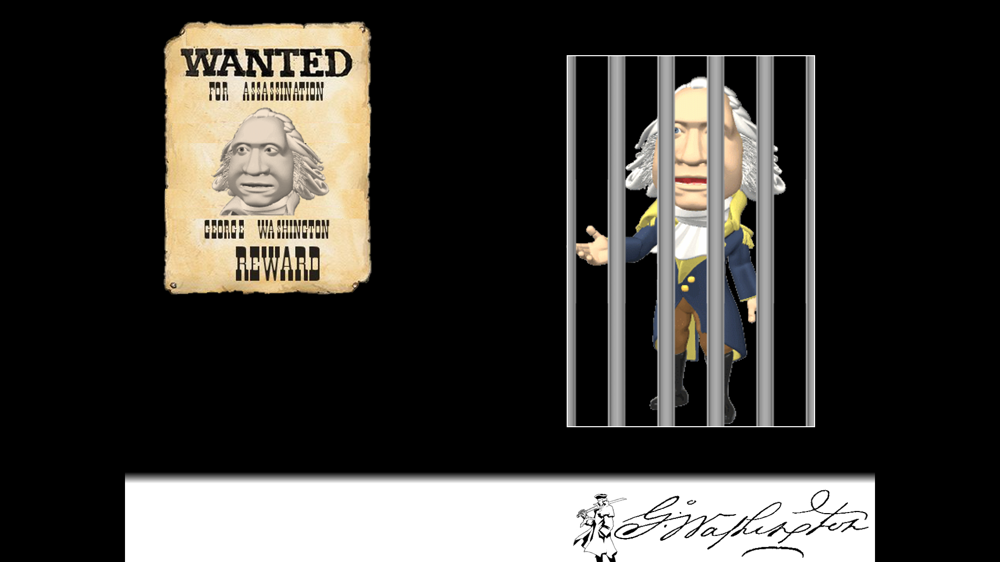 WANTED
FOR ASSASSINATION
GEORGE WASHINGTON
REWARD
G. Washington